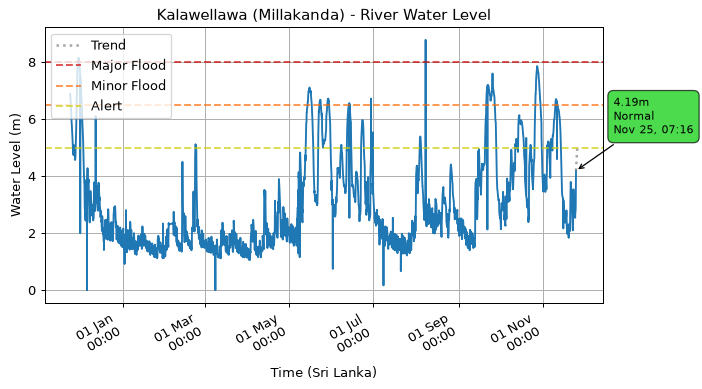 Kalawellawa (Millakanda) - River Water Level
Trend
Major Flood
Minor Flood
Alert
4.19m
Normal
Nov 25, 07:16
Water Level (m)
8
6
4
2
0
01 Jan
00:00
01 Mar
00:00
01 May
00:00
01 Jul
00:00
01 Sep
00:00
01 Nov
00:00
Time (Sri Lanka)